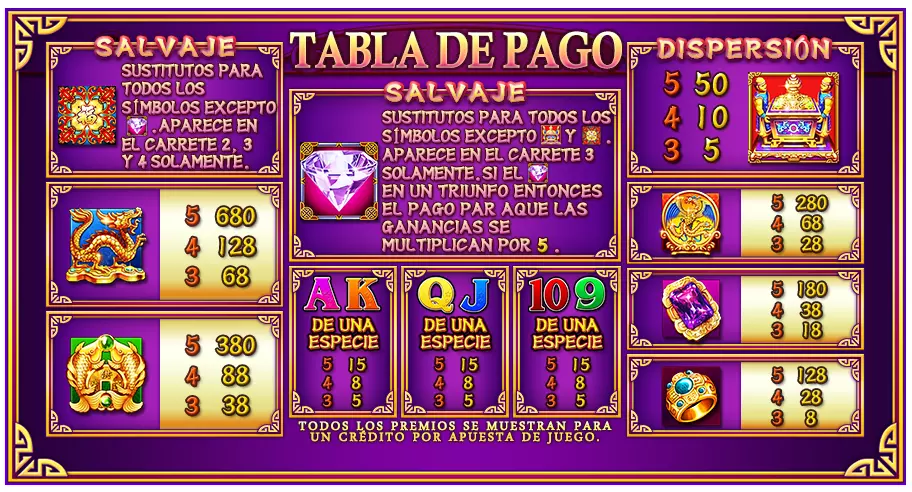 TABLA DE PAGO
SALVAJE
SUSTITUTOS PARA
TODOS LOS
SÍMBOLOS EXCEPTO
. APARECE EN
EL CARRETE 2, 3
Y 4 SOLAMENTE.
5 680
4 128
3 68
5 380
4 88
3 38
SALVAJE
SUSTITUTOS PARA TODOS LOS
SÍMBOLOS EXCEPTO Y .
APARECE EN EL CARRETE 3
SOLAMENTE. SI EL
EN UN TRIUNFO ENTONCES
EL PAGO PAR AQUE LAS
GANANCIAS SE
MULTIPLICAN POR 5 .
A K
DE UNA
ESPECIE
5 15
4 8
3 5
Q J
DE UNA
ESPECIE
5 15
4 8
3 5
10 9
DE UNA
ESPECIE
5 15
4 8
3 5
TODOS LOS PREMIOS SE MUESTRAN PARA
UN CRÉDITO POR APUESTA DE JUEGO.
DISPERSIÓN
5 50
4 10
3 5
5 280
4 68
3 28
5 180
4 38
3 18
5 128
4 28
3 8